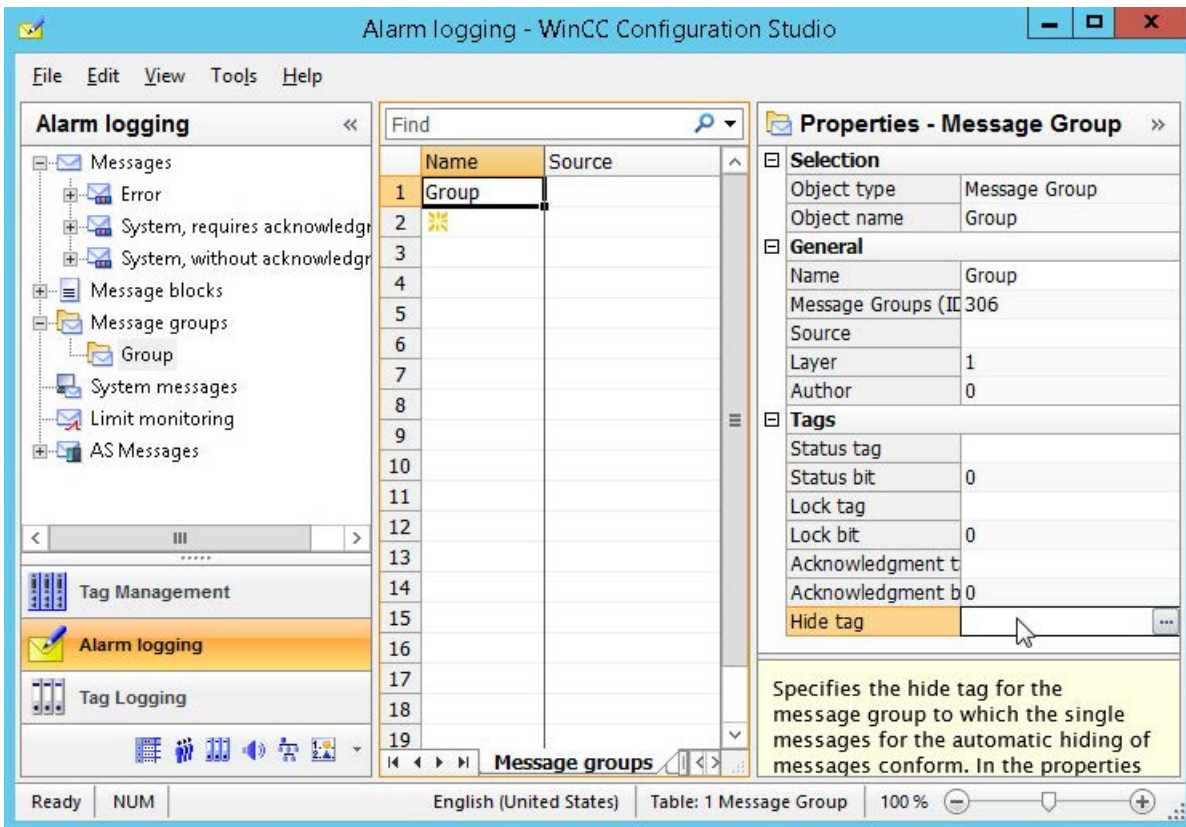 Alarm logging - WinCC Configuration Studio
File Edit View Tools Help
Alarm logging «
Messages
Error
System, requires acknowledgr
System, without acknowledgr
Message blocks
Message groups
Group
System messages
Limit monitoring
AS Messages
Tag Management
Alarm logging
Tag Logging
Find
Name Source
1 Group
2
3
4
5
6
7
8
9
10
11
12
13
14
15
16
17
18
19
Message groups
Properties - Message Group »
Selection
Object type Message Group
Object name Group
General
Name Group
Message Groups (ID 306
Source
Layer 1
Author 0
Tags
Status tag
Status bit 0
Lock tag
Lock bit 0
Acknowledgment t
Acknowledgment b 0
Hide tag ...
Specifies the hide tag for the
message group to which the single
messages for the automatic hiding of
messages conform. In the properties
Ready NUM English (United States) Table: 1 Message Group 100 %